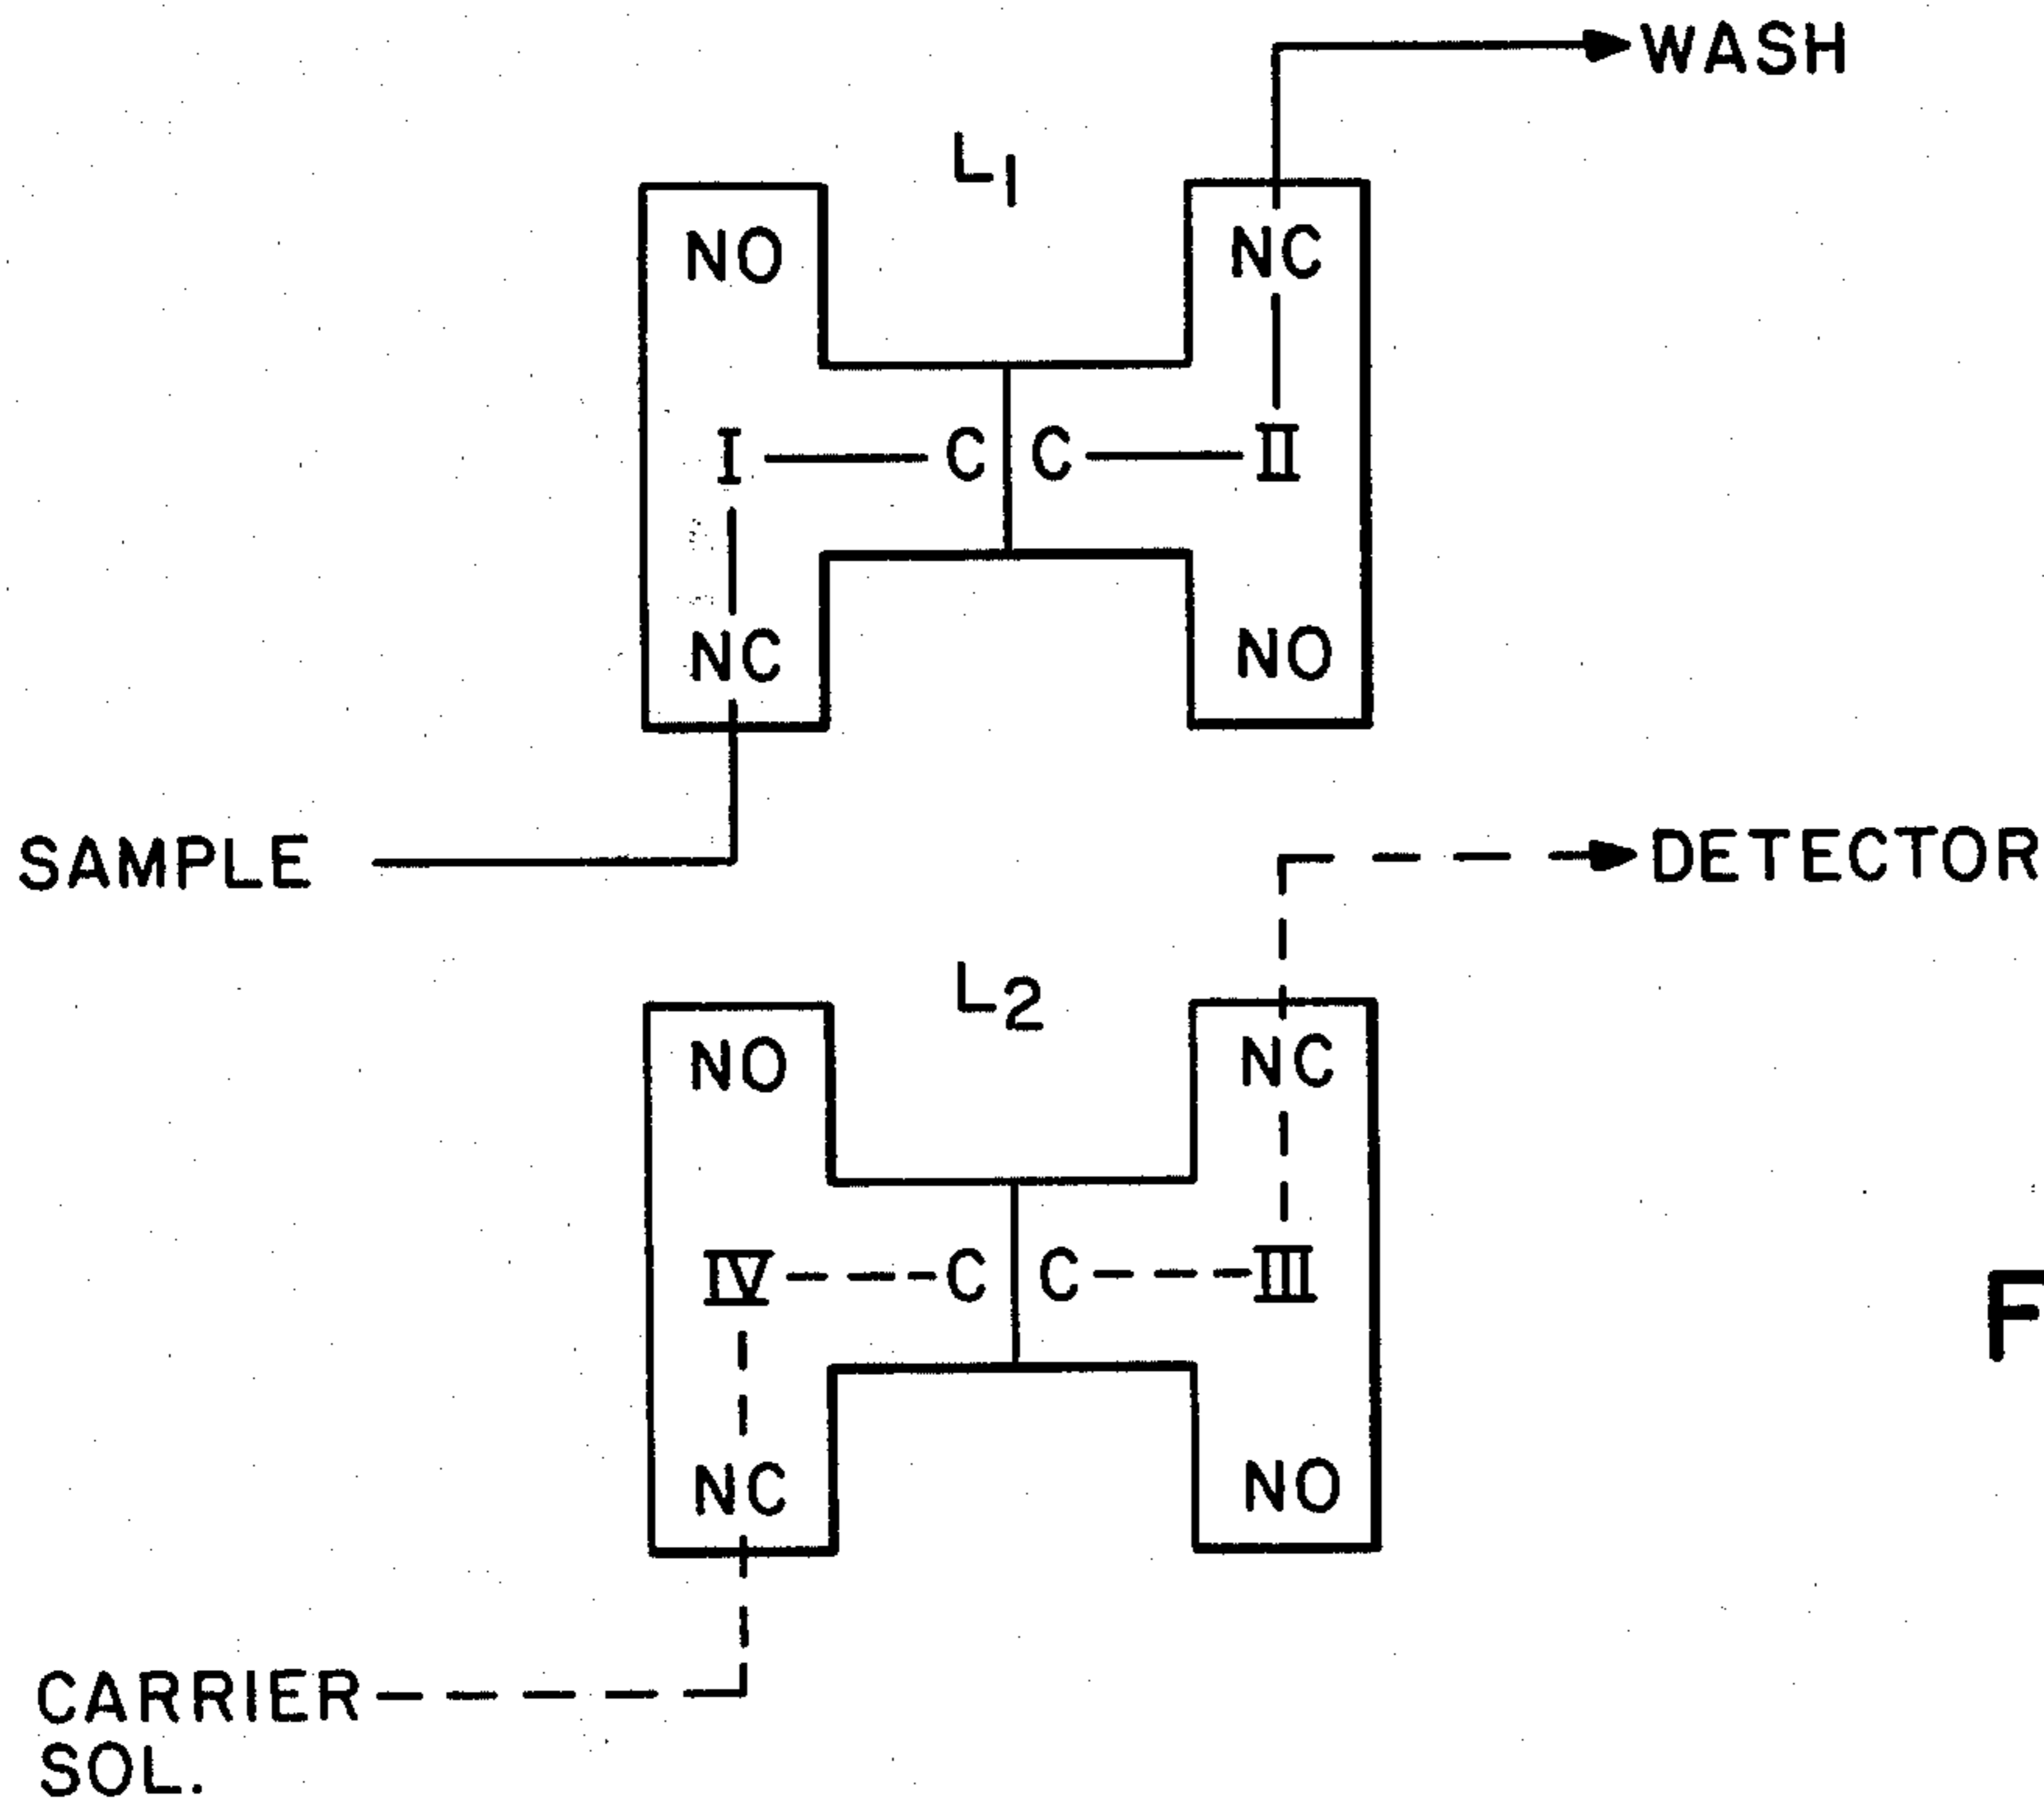 WASH
L1
NO
NC
I
C
C
II
NC
NO
SAMPLE
DETECTOR
L2
NO
NC
IV
C
C
III
NC
NO
F
CARRIER
SOL.